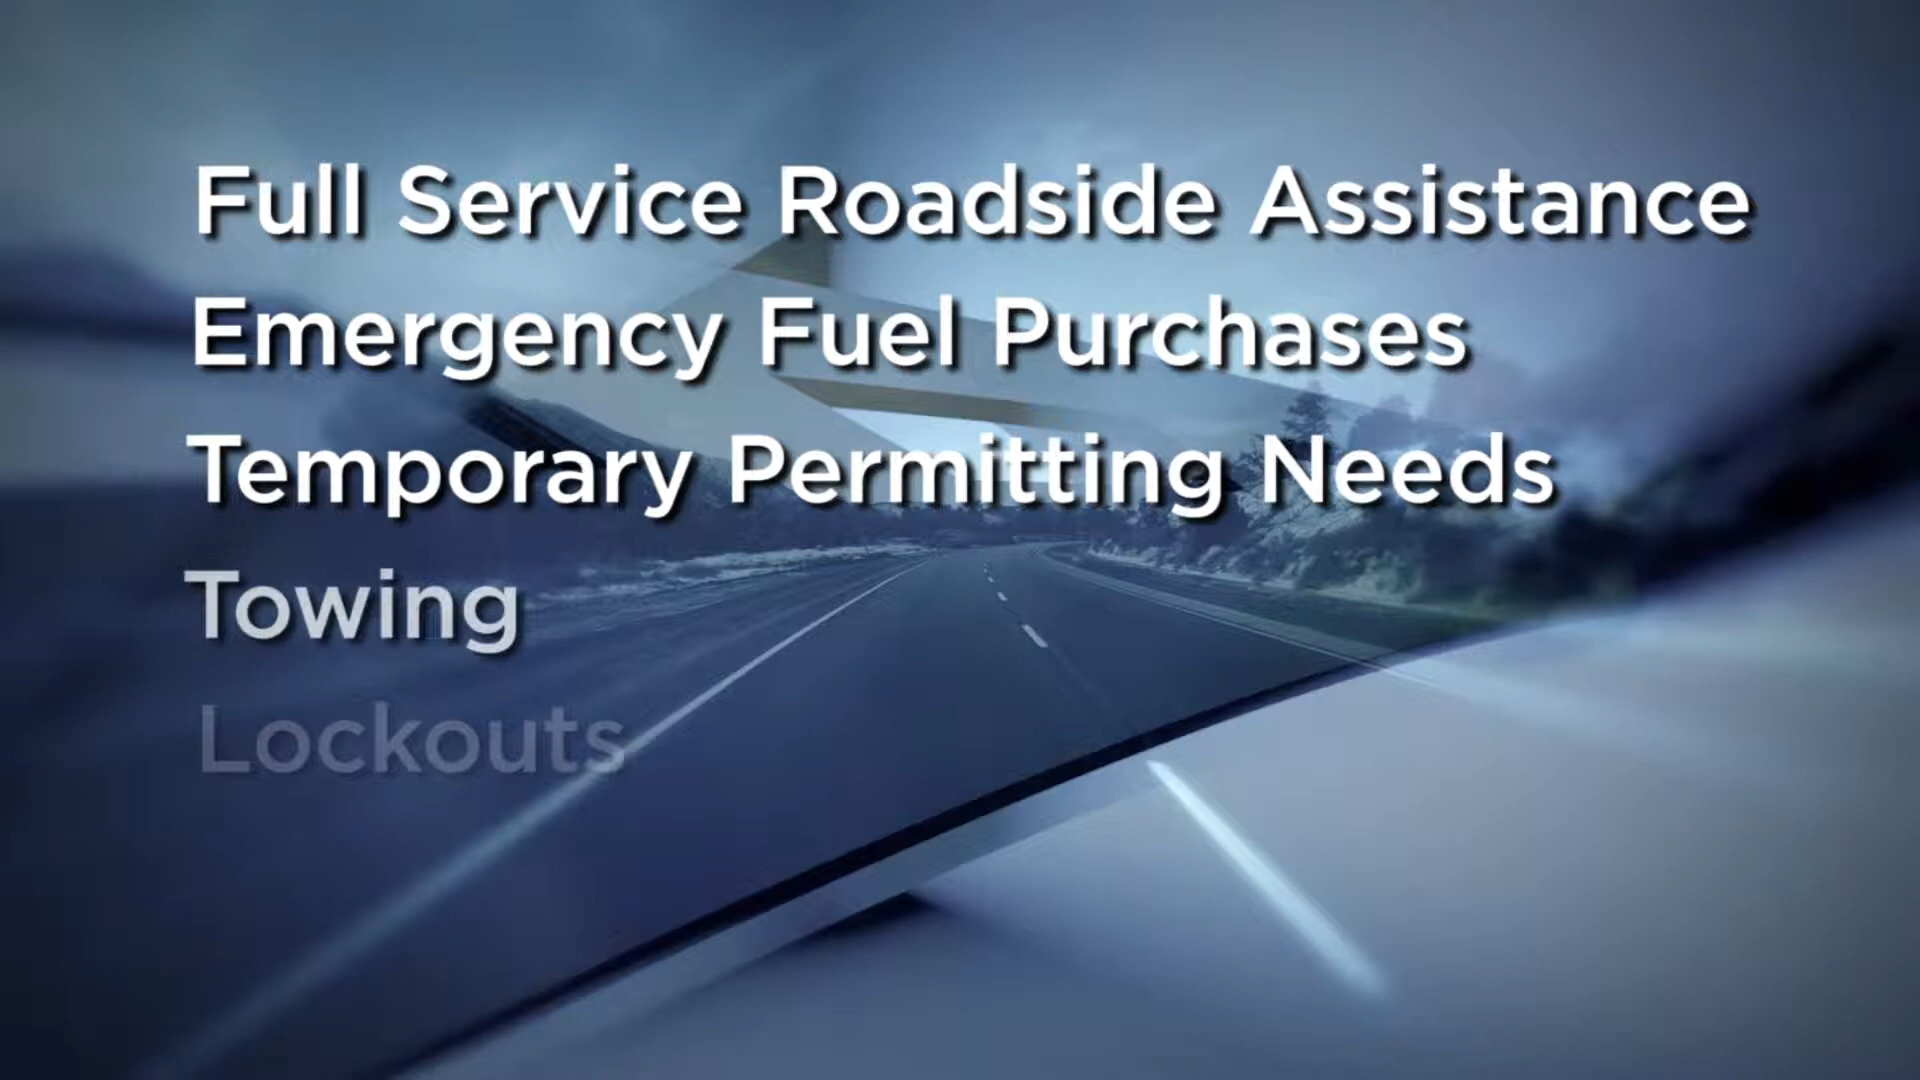 Full Service Roadside Assistance
Emergency Fuel Purchases
Temporary Permitting Needs
Towing
Lockouts